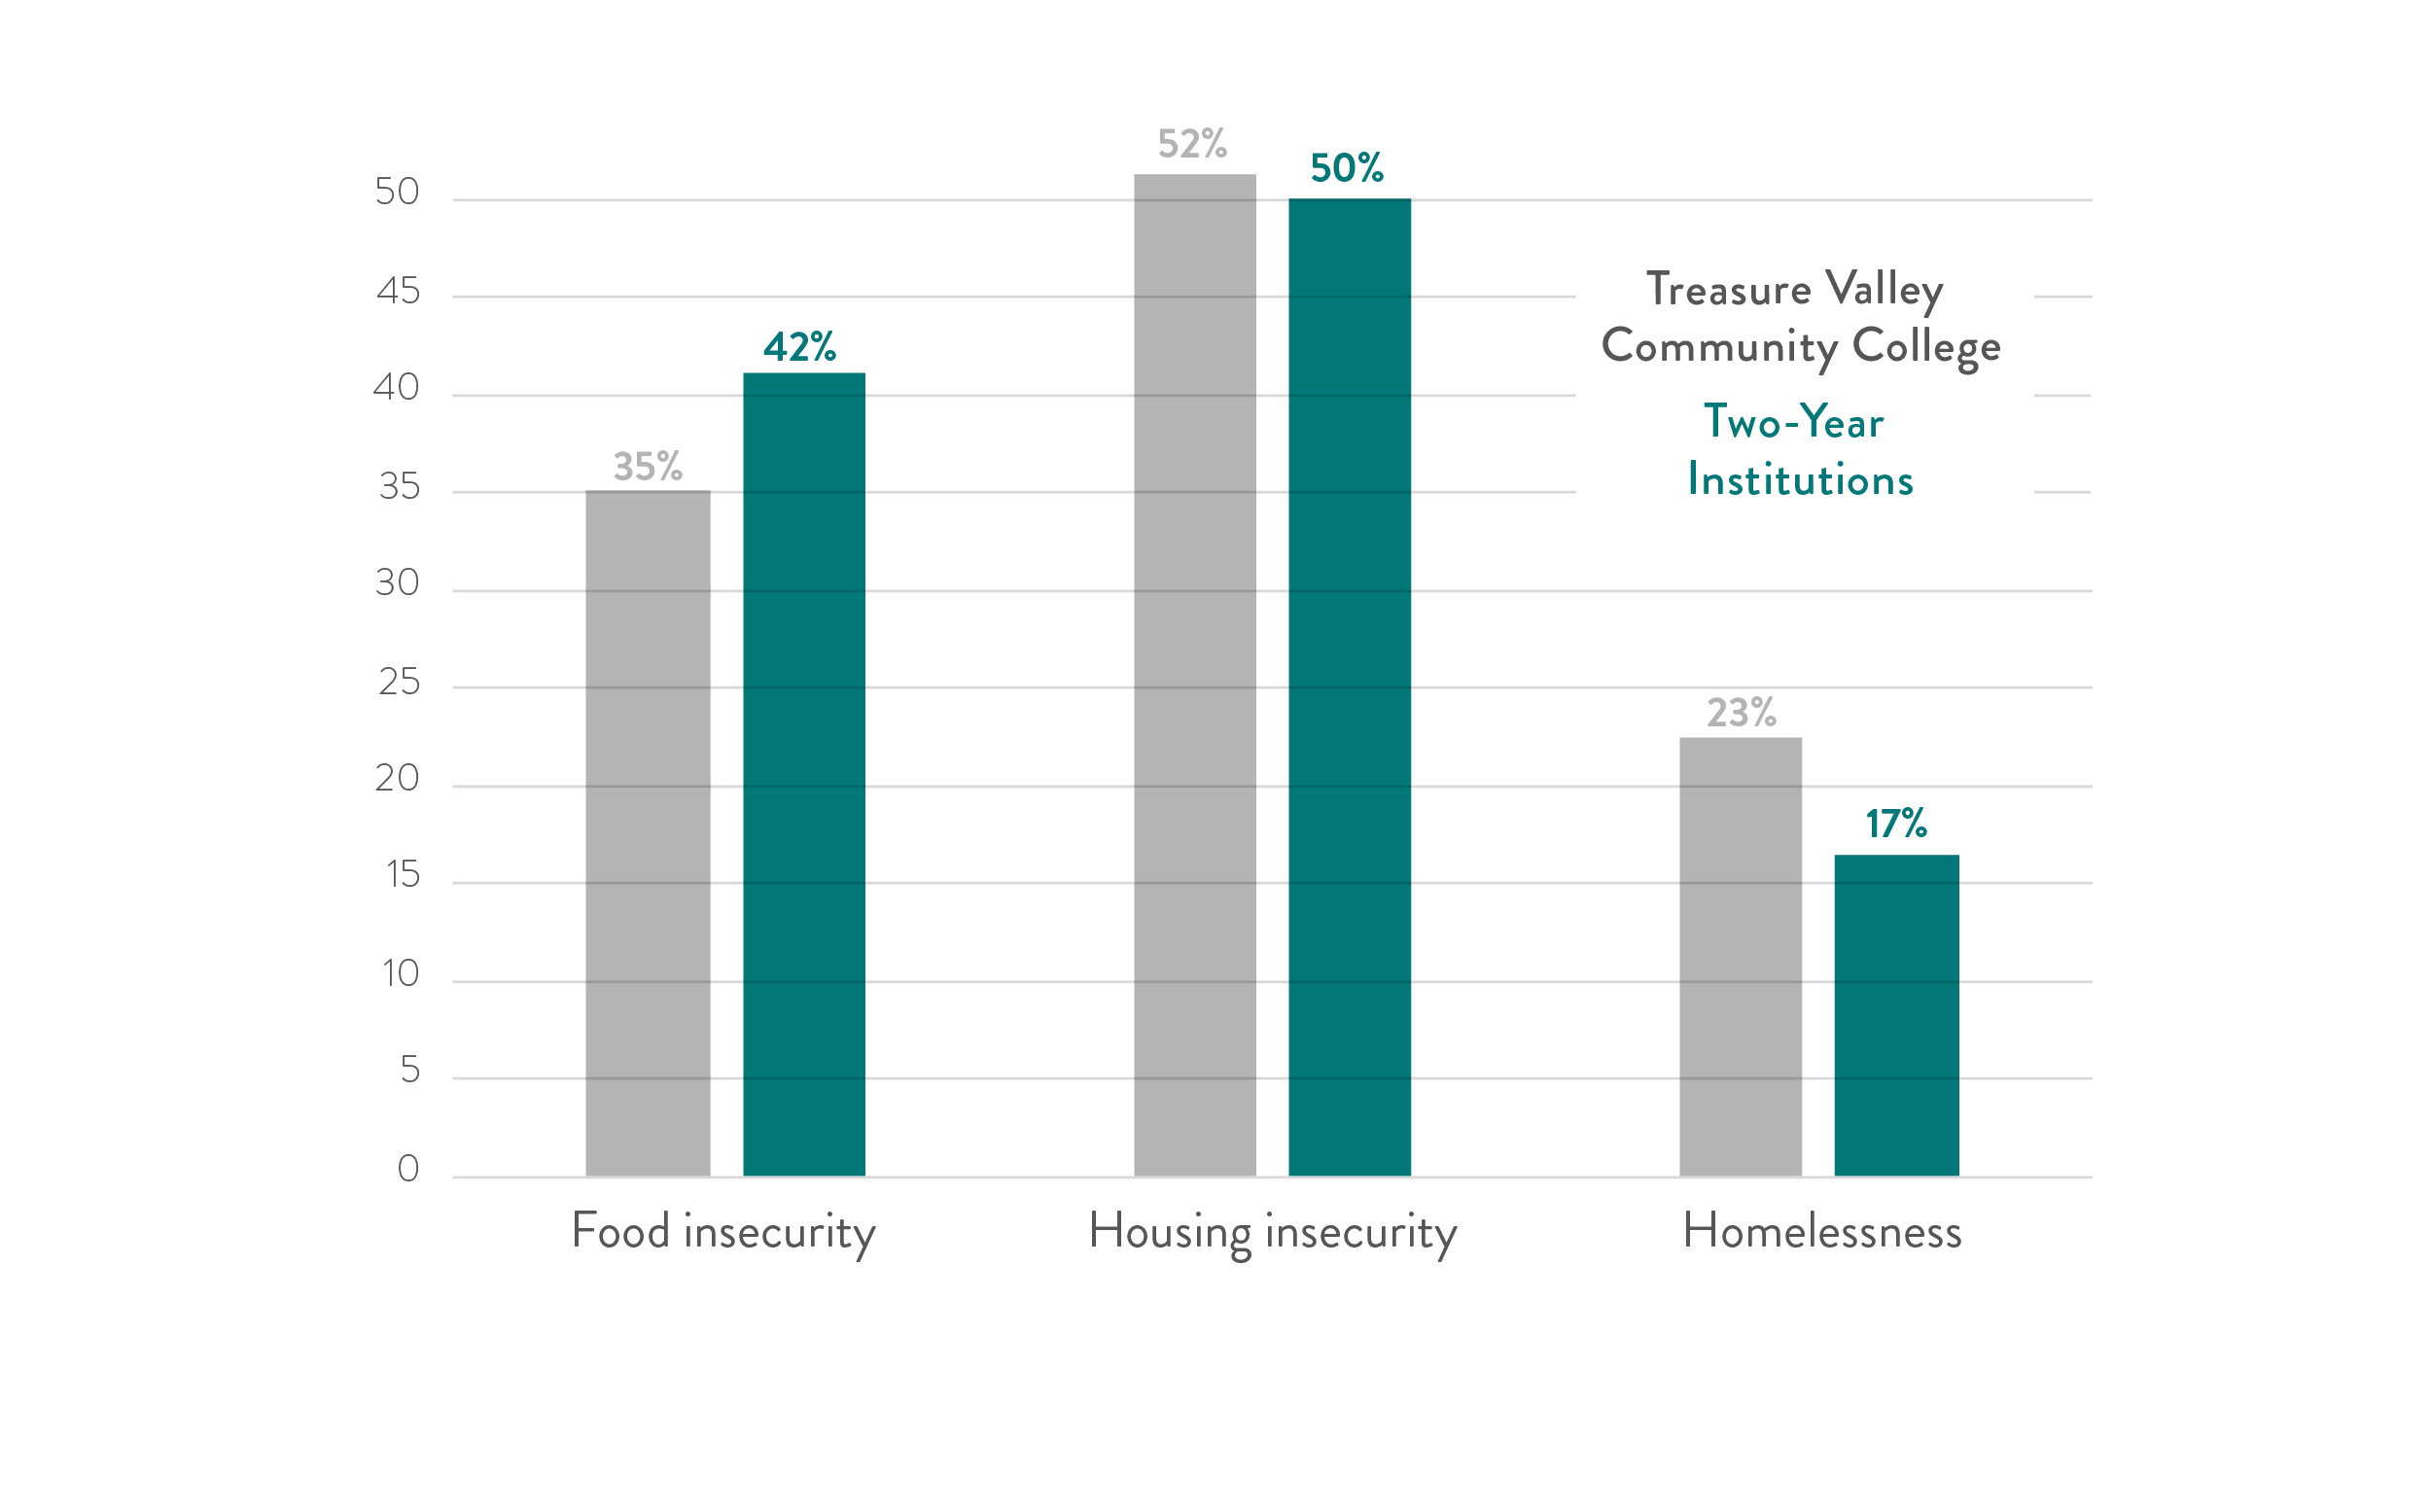 52%
50%
50
45
Treasure Valley
Community College
42%
40
Two-Year
Institutions
35%
35
30
25
23%
20
17%
15
10
5
0
Food insecurity
Housing insecurity
Homelessness